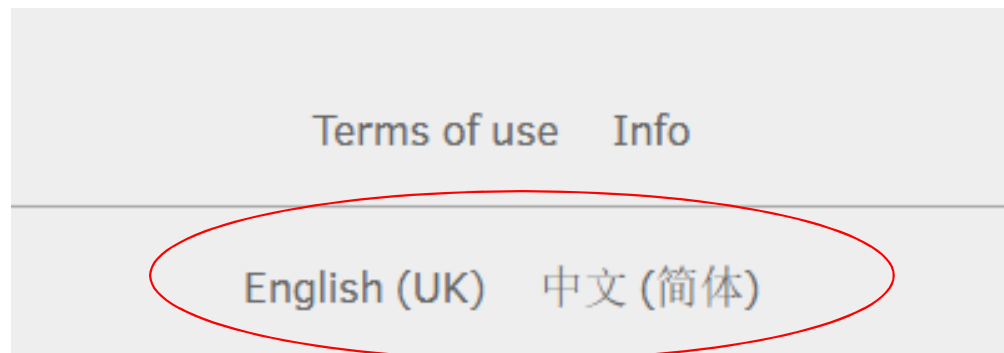 Terms of use Info
English (UK) 中文 (简体)